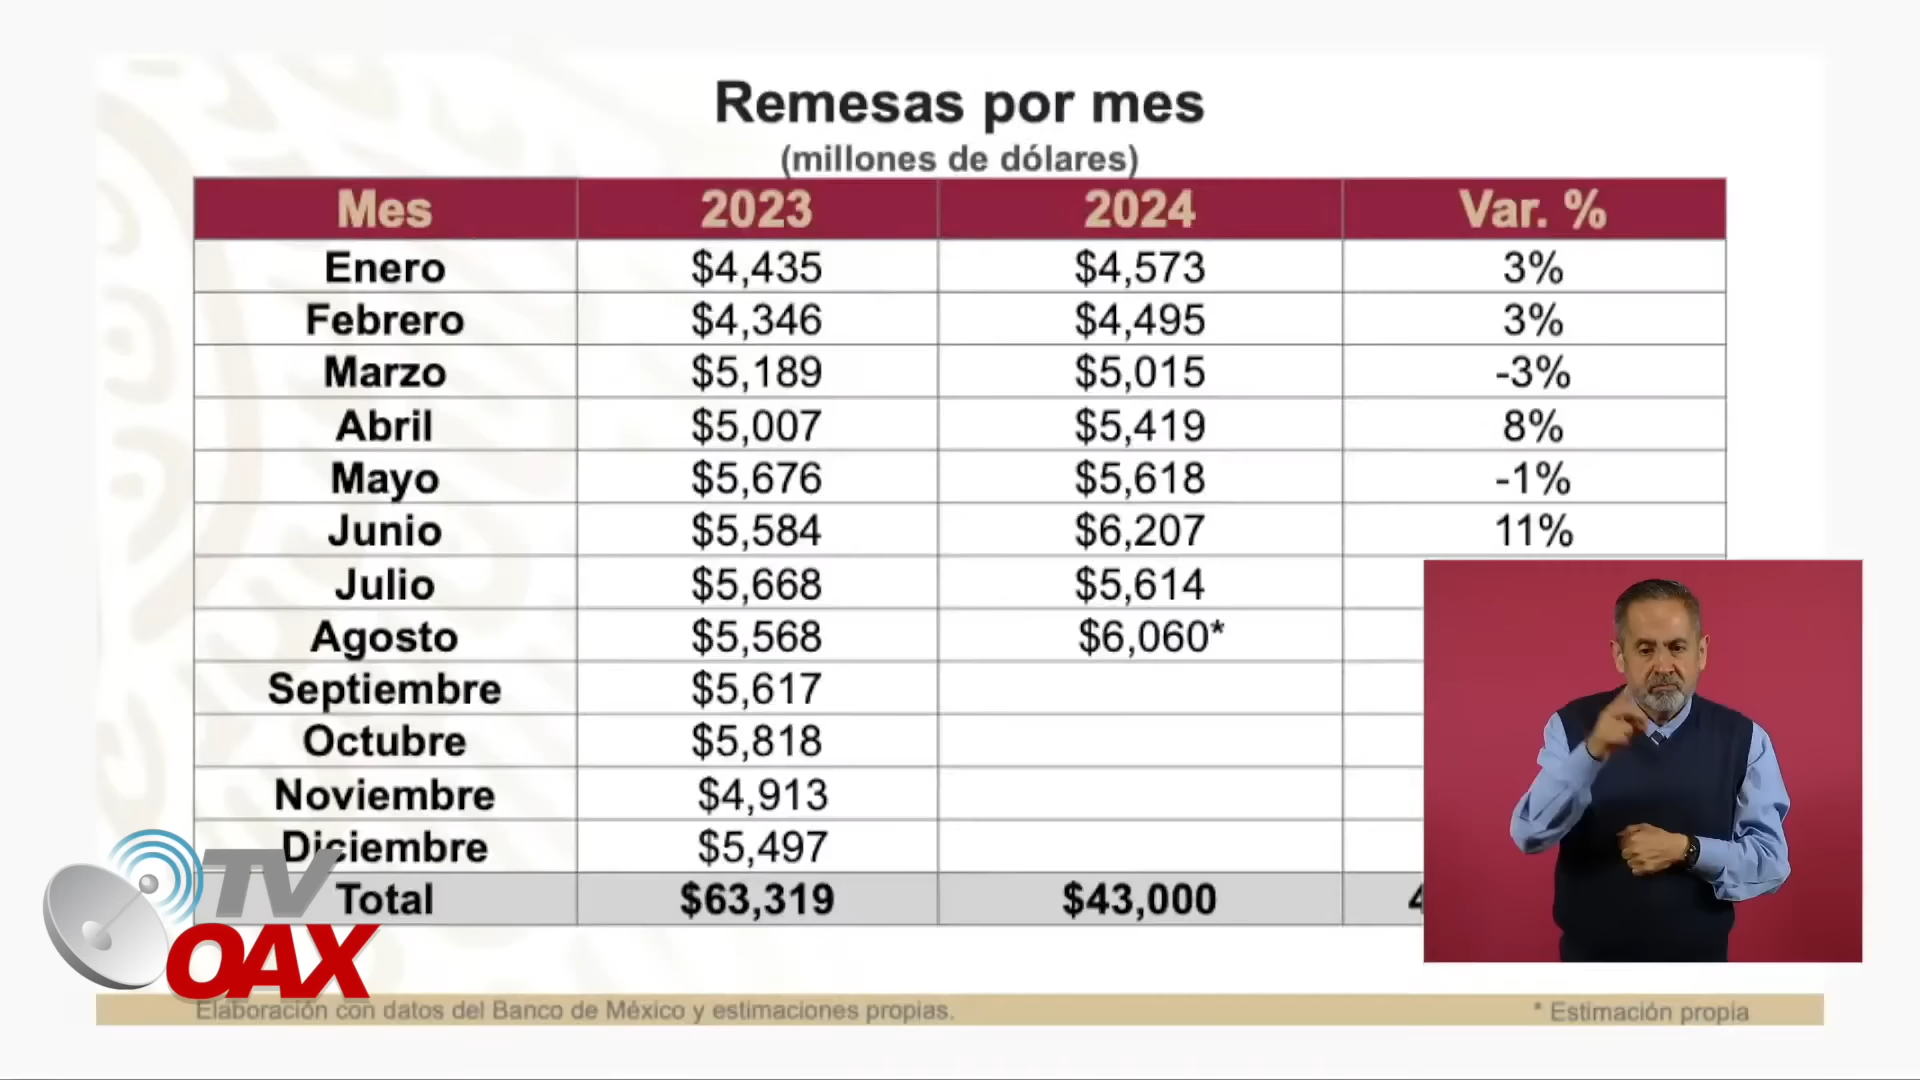 Remesas por mes
(millones de dólares)
Mes 2023 2024 Var. %
Enero $4,435 $4,573 3%
Febrero $4,346 $4,495 3%
Marzo $5,189 $5,015 -3%
Abril $5,007 $5,419 8%
Mayo $5,676 $5,618 -1%
Junio $5,584 $6,207 11%
Julio $5,668 $5,614
Agosto $5,568 $6,060*
Septiembre $5,617
Octubre $5,818
Noviembre $4,913
Diciembre $5,497
Total $63,319 $43,000
TV
OAX
Elaboración con datos del Banco de México y estimaciones propias.
* Estimación propia